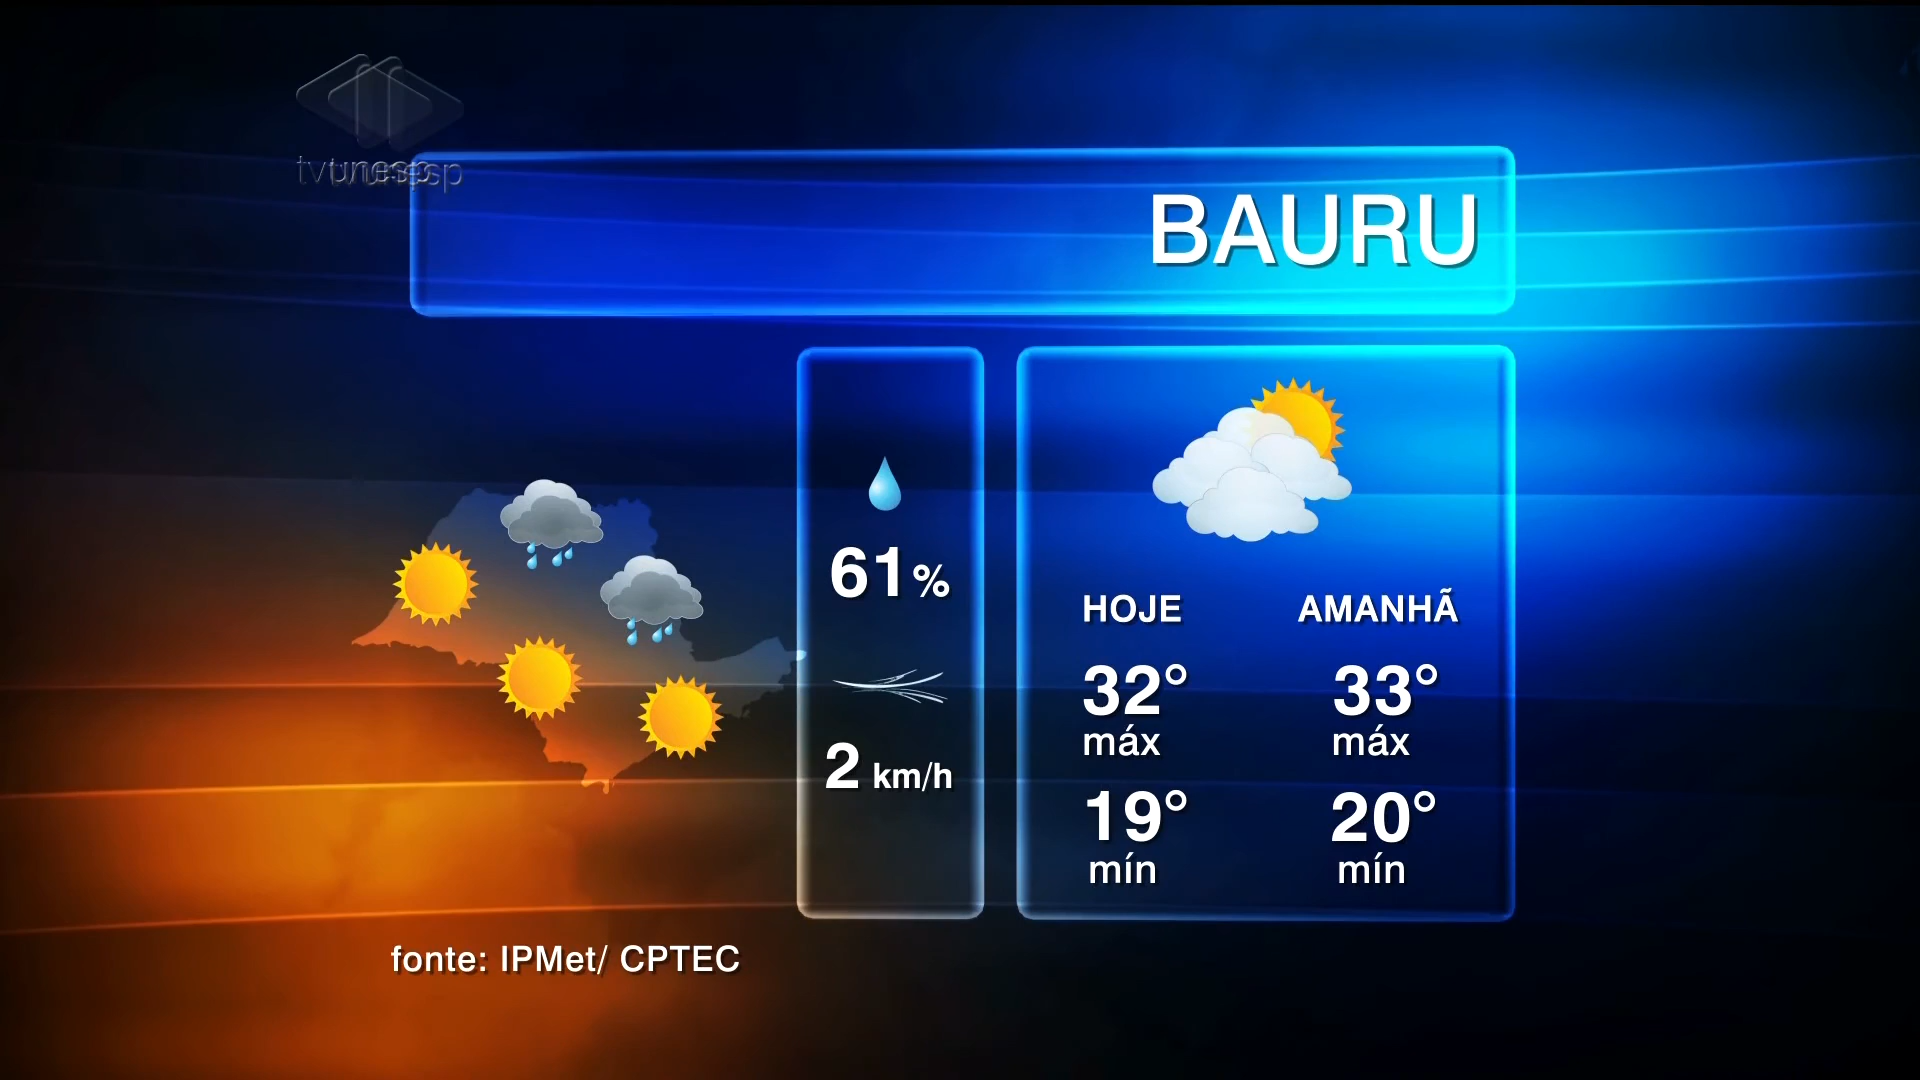 tvunesp
BAURU
61%
2 km/h
HOJE AMANHÃ
32° 33°
máx máx
19° 20°
mín mín
fonte: IPMet/ CPTEC